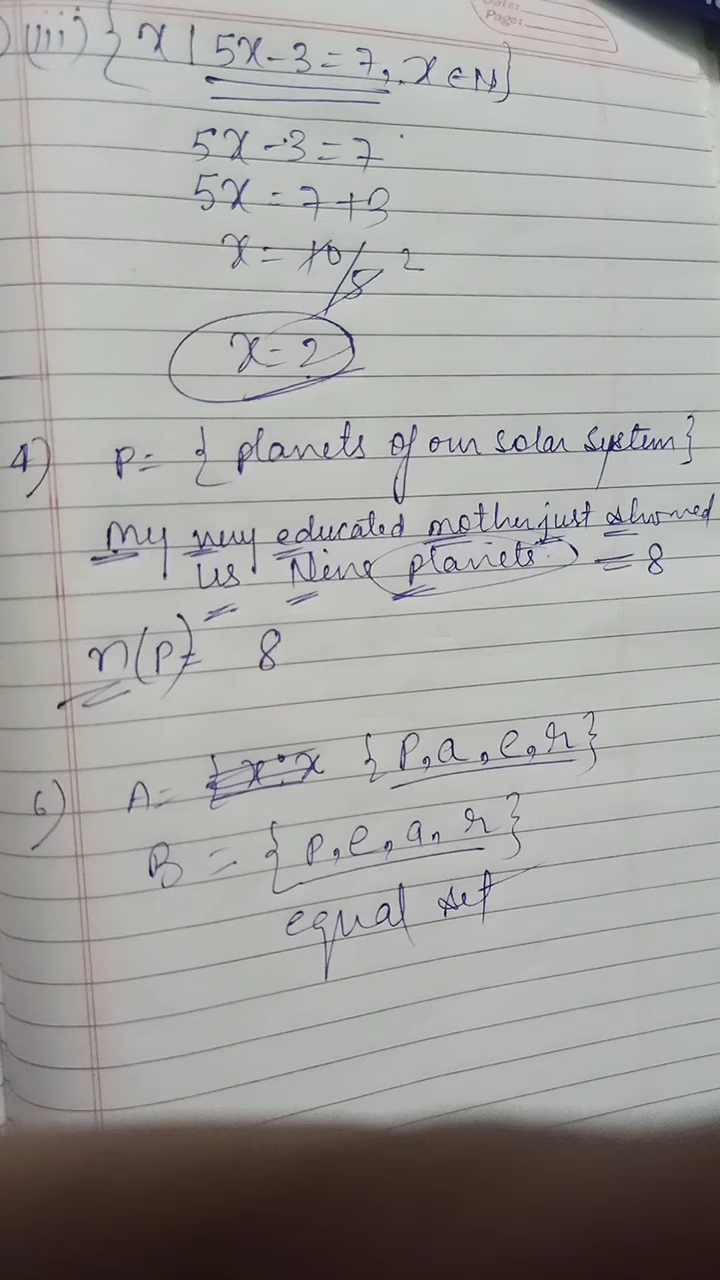 Date:
Page:
(iii) {x | 5x-3=7, x∈N}
5x-3=7
5x=7+3
x=10/5 2
x=2
4) P= { planets of our solar system}
My very educated mother just showed
us Nine planets = 8
n(P)= 8
6) A= {p,a,e,r}
B = {p,e,a,r}
equal set